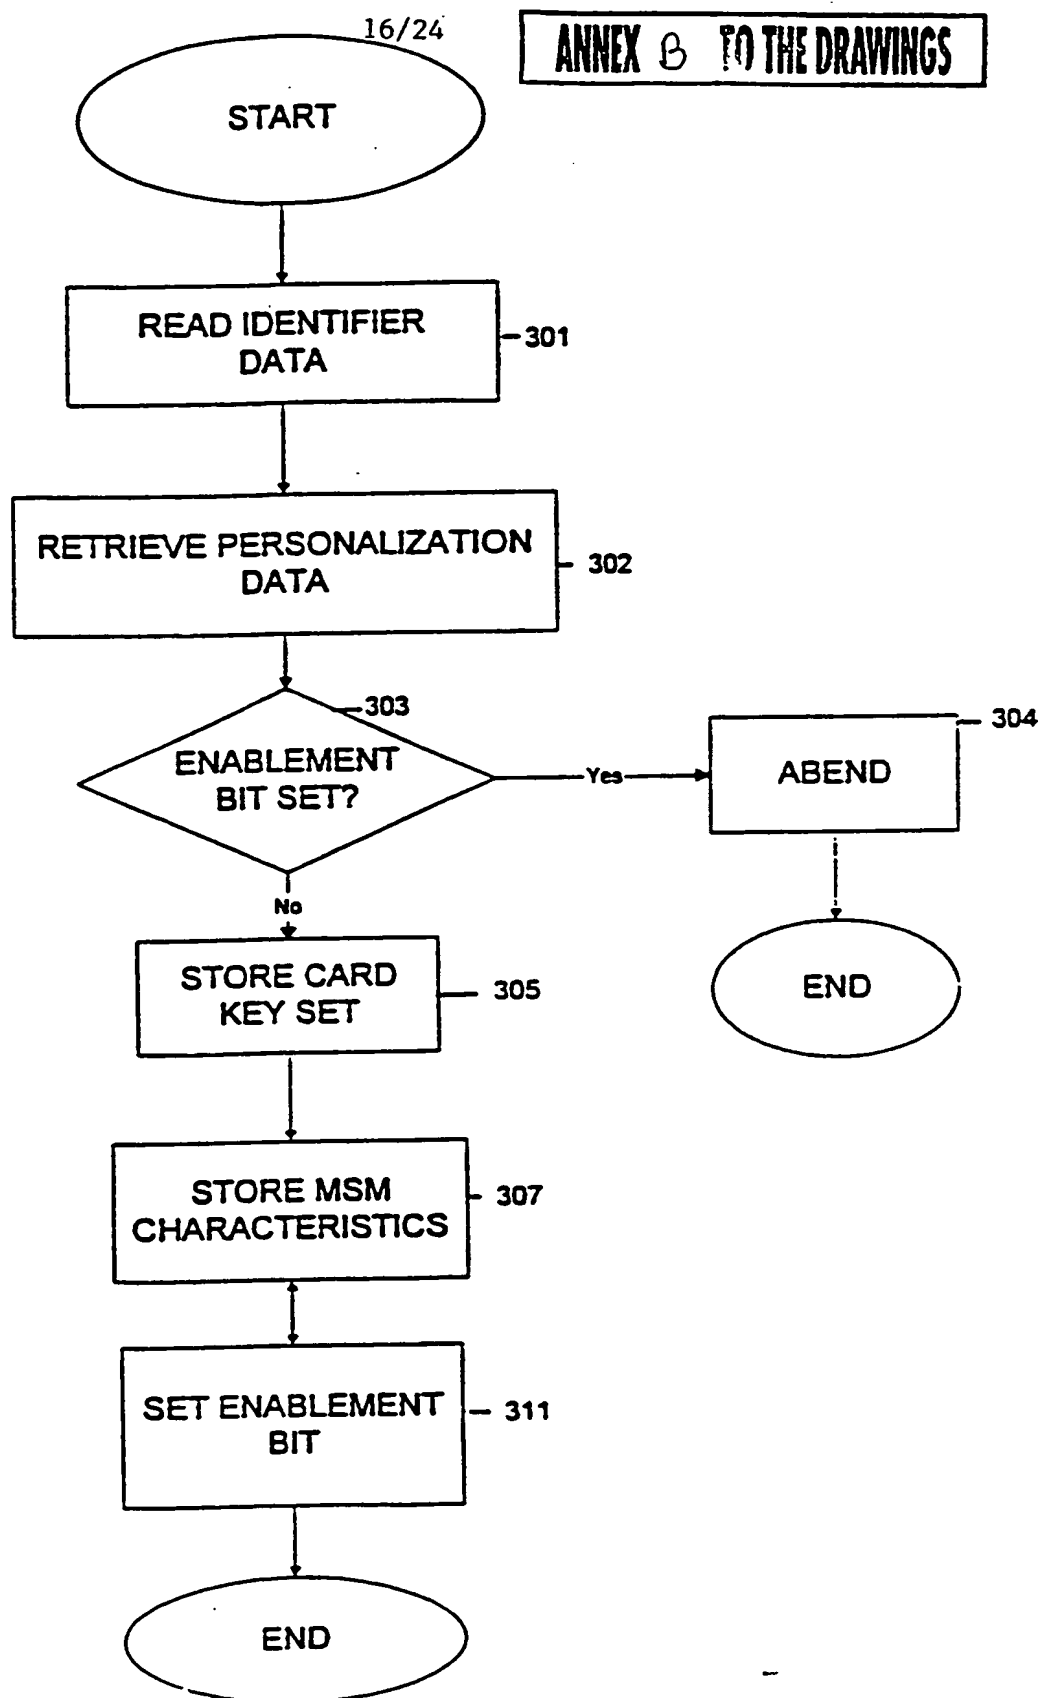 16/24
ANNEX B TO THE DRAWINGS
START
READ IDENTIFIER
DATA
301
RETRIEVE PERSONALIZATION
DATA
302
303
ENABLEMENT
BIT SET?
Yes
304
ABEND
END
No
STORE CARD
KEY SET
305
STORE MSM
CHARACTERISTICS
307
SET ENABLEMENT
BIT
311
END